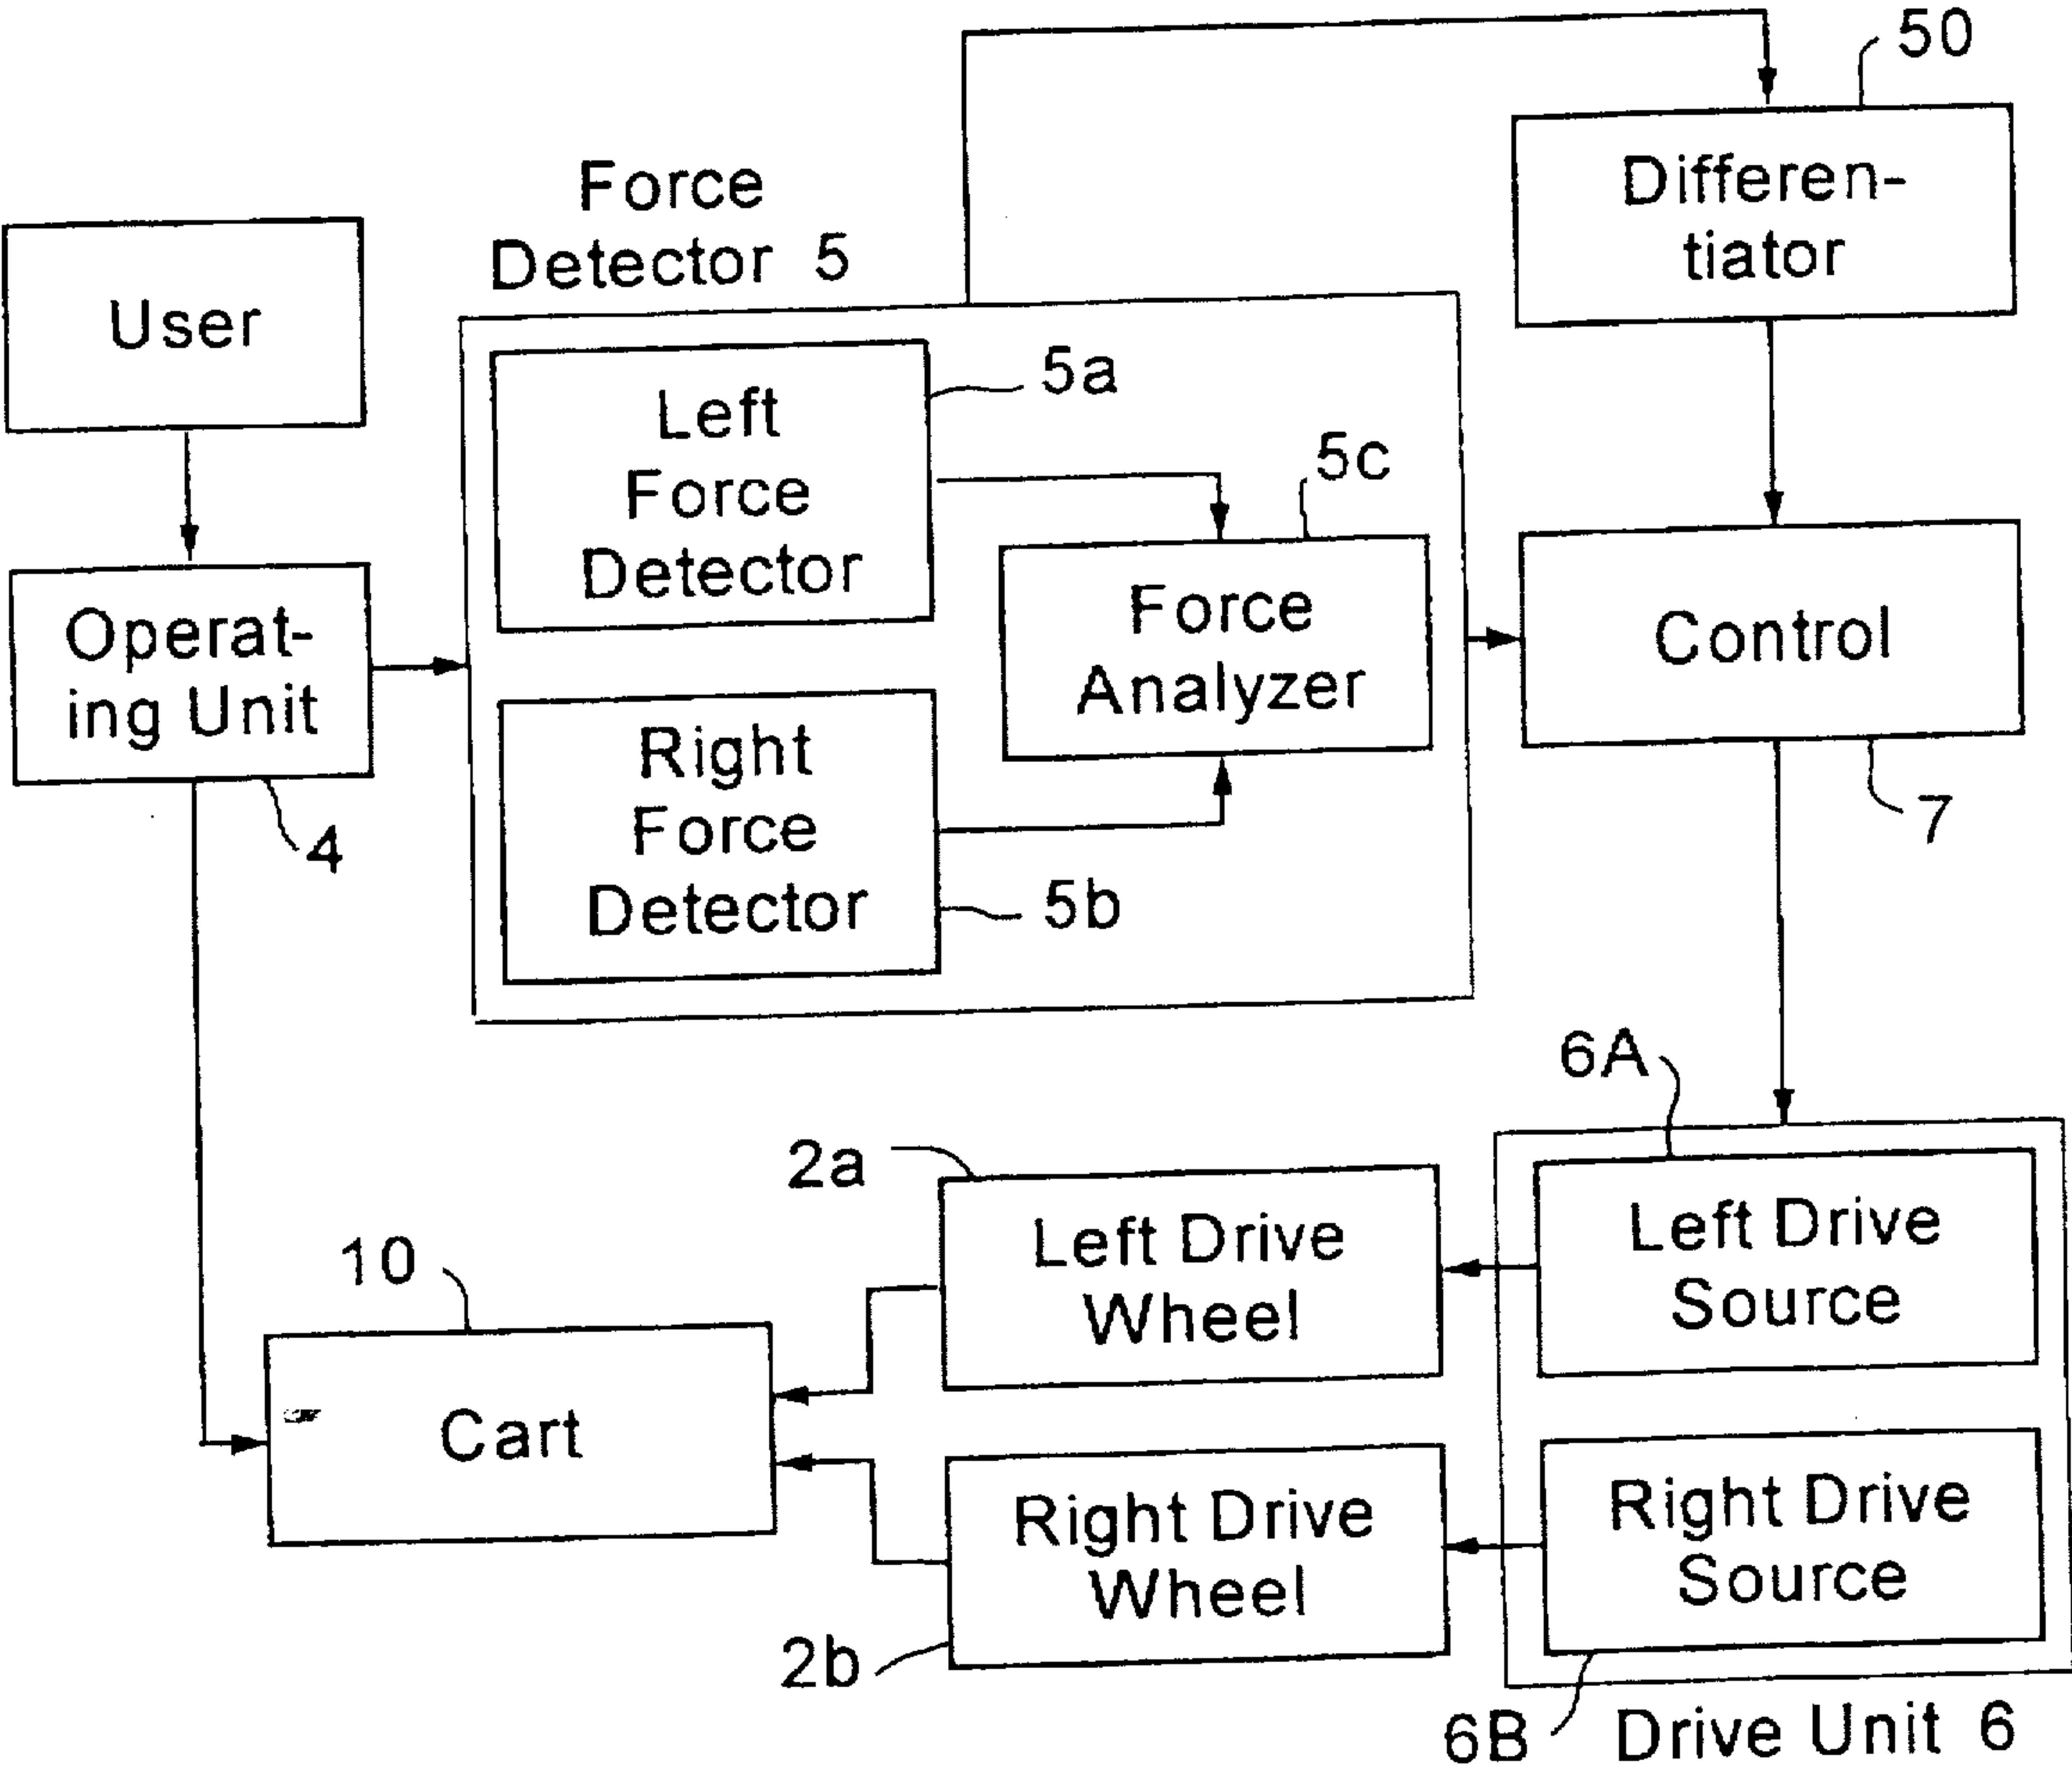 50
Differen-
tiator
Force
Detector 5
User
Left
Force
Detector
5a
5c
Operat-
ing Unit
Force
Analyzer
Control
Right
Force
Detector
5b
4
7
6A
2a
Left Drive
Wheel
Left Drive
Source
10
Cart
Right Drive
Wheel
Right Drive
Source
2b
6B
Drive Unit 6